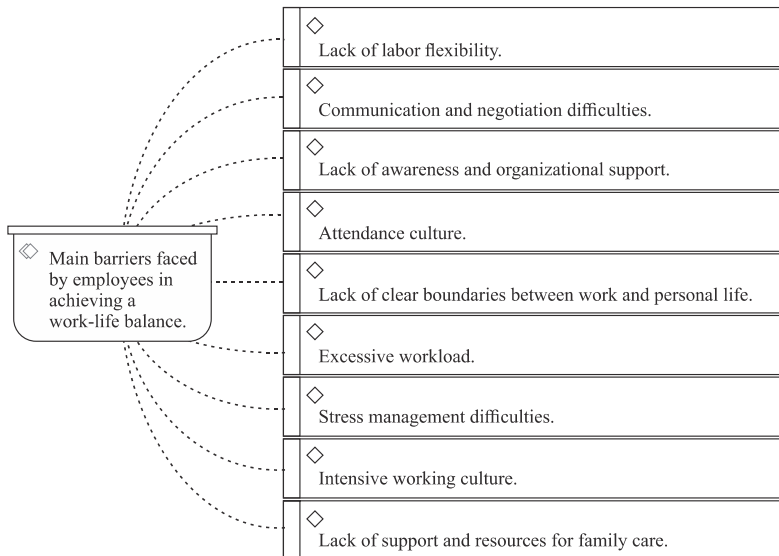 Main barriers faced
by employees in
achieving a
work-life balance.
Lack of labor flexibility.
Communication and negotiation difficulties.
Lack of awareness and organizational support.
Attendance culture.
Lack of clear boundaries between work and personal life.
Excessive workload.
Stress management difficulties.
Intensive working culture.
Lack of support and resources for family care.